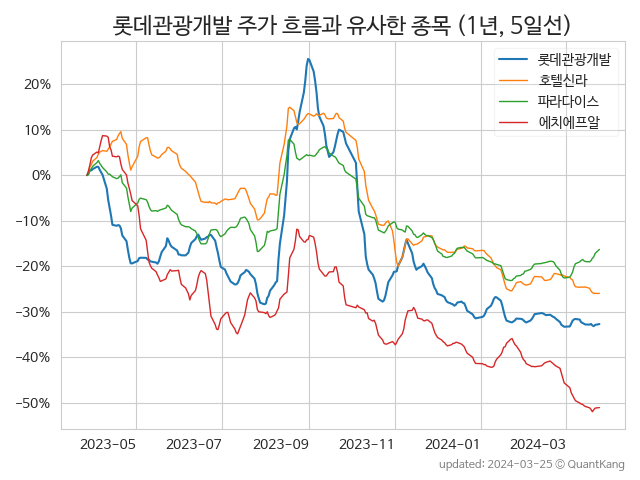 롯데관광개발 주가 흐름과 유사한 종목 (1년, 5일선)
롯데관광개발
호텔신라
파라다이스
에치에프알
20%
10%
0%
−10%
−20%
−30%
−40%
−50%
2023−05 2023−07 2023−09 2023−11 2024−01 2024−03
updated: 2024-03-25 © QuantKang